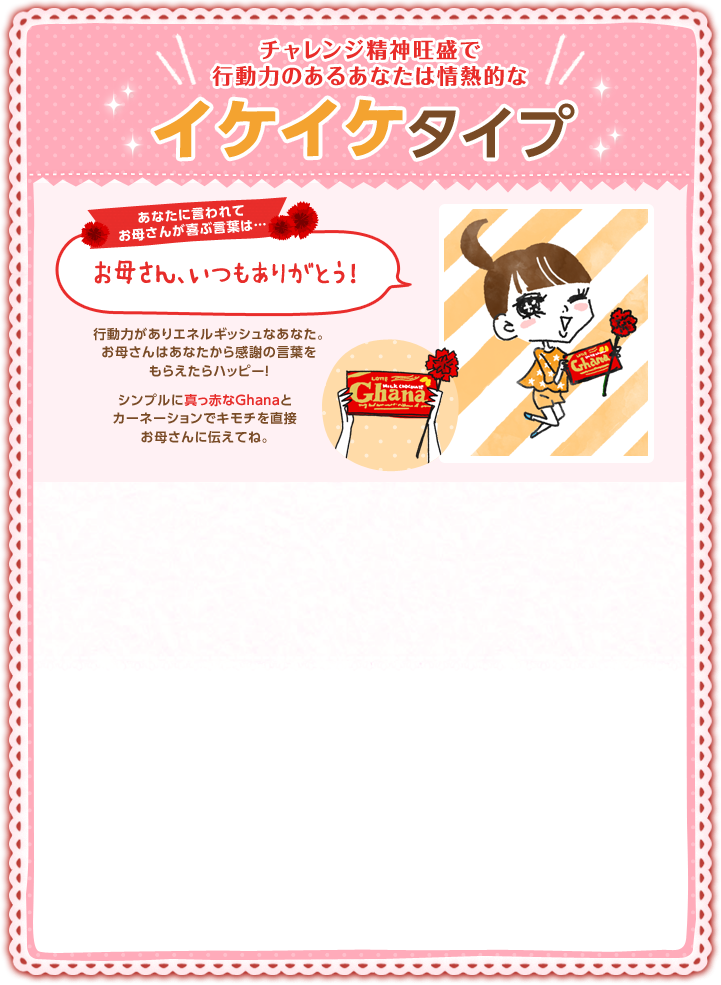 チャレンジ精神旺盛で
行動力のあるあなたは情熱的な
イケイケタイプ
あなたに言われて
お母さんが喜ぶ言葉は…
お母さん、いつもありがとう!
行動力がありエネルギッシュなあなた。
お母さんはあなたから感謝の言葉を
もらえたらハッピー!
シンプルに真っ赤なGhanaと
カーネーションでキモチを直接
お母さんに伝えてね。
LOTTE
MILK CHOCOLATE
Ghana
Ghana